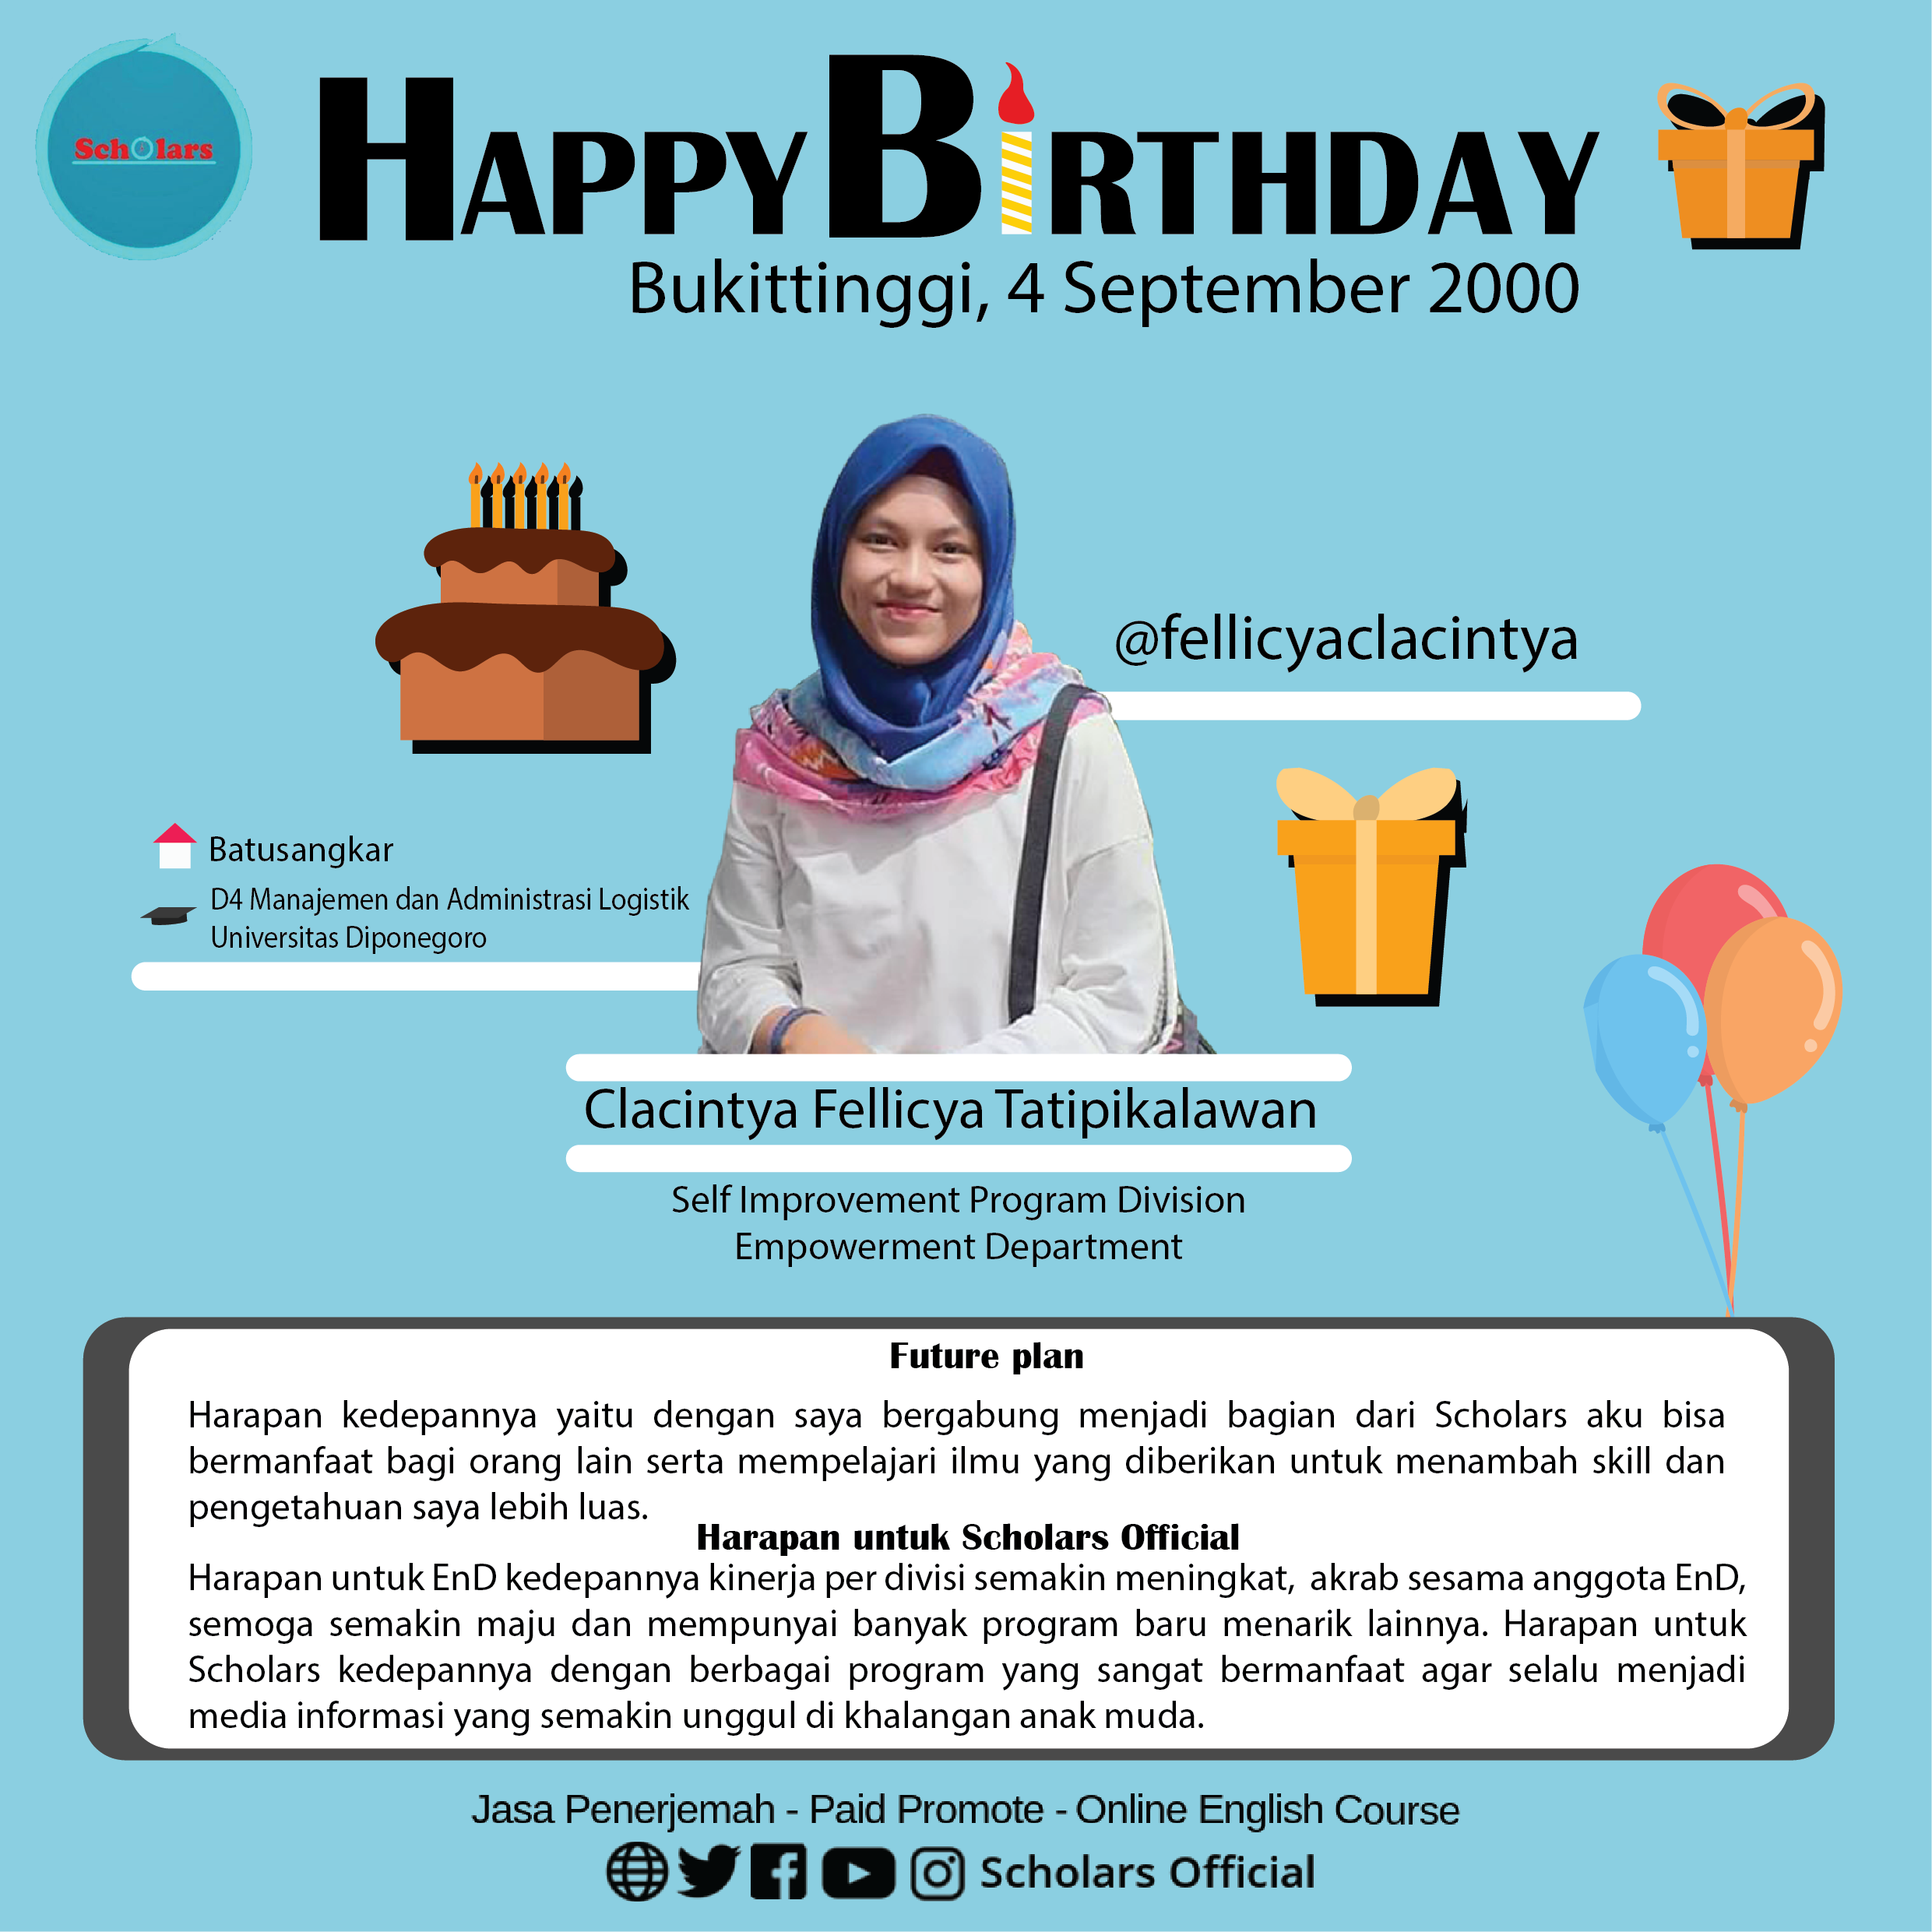 Scholars
HAPPY BIRTHDAY
Bukittinggi, 4 September 2000
@fellicyaclacintya
Batusangkar
D4 Manajemen dan Administrasi Logistik
Universitas Diponegoro
Clacintya Fellicya Tatipikalawan
Self Improvement Program Division
Empowerment Department
Future plan
Harapan kedepannya yaitu dengan saya bergabung menjadi bagian dari Scholars aku bisa
bermanfaat bagi orang lain serta mempelajari ilmu yang diberikan untuk menambah skill dan
pengetahuan saya lebih luas.
Harapan untuk Scholars Official
Harapan untuk EnD kedepannya kinerja per divisi semakin meningkat, akrab sesama anggota EnD,
semoga semakin maju dan mempunyai banyak program baru menarik lainnya. Harapan untuk
Scholars kedepannya dengan berbagai program yang sangat bermanfaat agar selalu menjadi
media informasi yang semakin unggul di khalangan anak muda.
Jasa Penerjemah - Paid Promote - Online English Course
Scholars Official